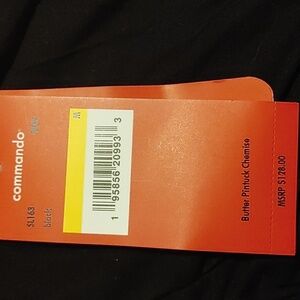 commando®
SL163
black
1 95856 20993 3
Butter Pintuck Chemise
MSRP $128.00